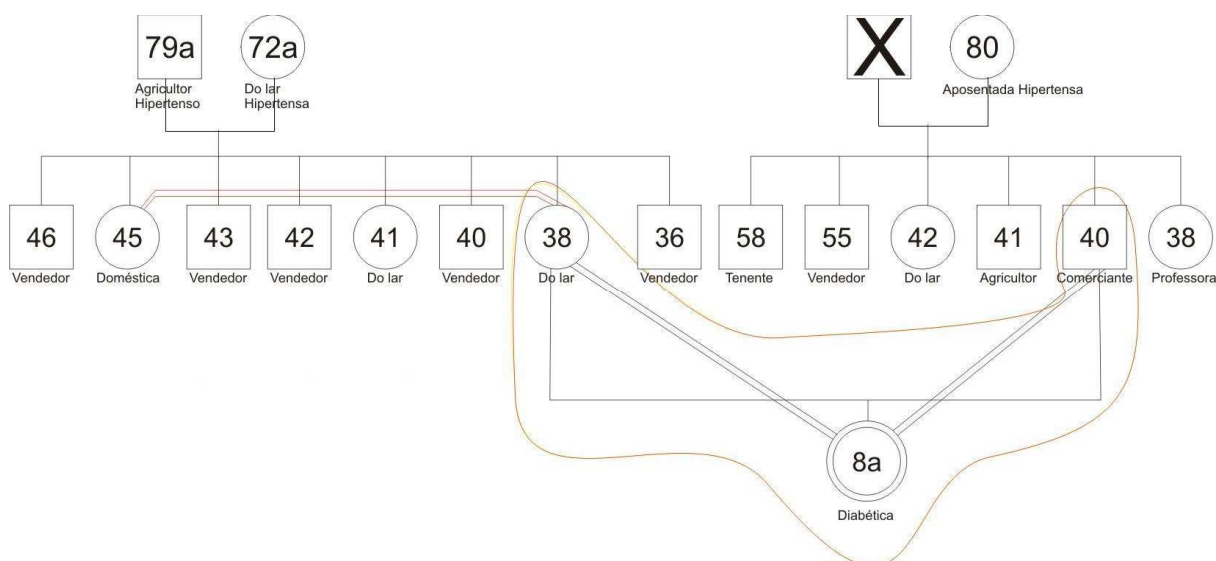 79a
72a
X
80
Agricultor
Hipertenso
Do lar
Hipertensa
Aposentada Hipertensa
46
45
43
42
41
40
38
36
58
55
42
41
40
38
Vendedor
Doméstica
Vendedor
Vendedor
Do lar
Vendedor
Do lar
Vendedor
Tenente
Vendedor
Do lar
Agricultor
Comerciante
Professora
8a
Diabética